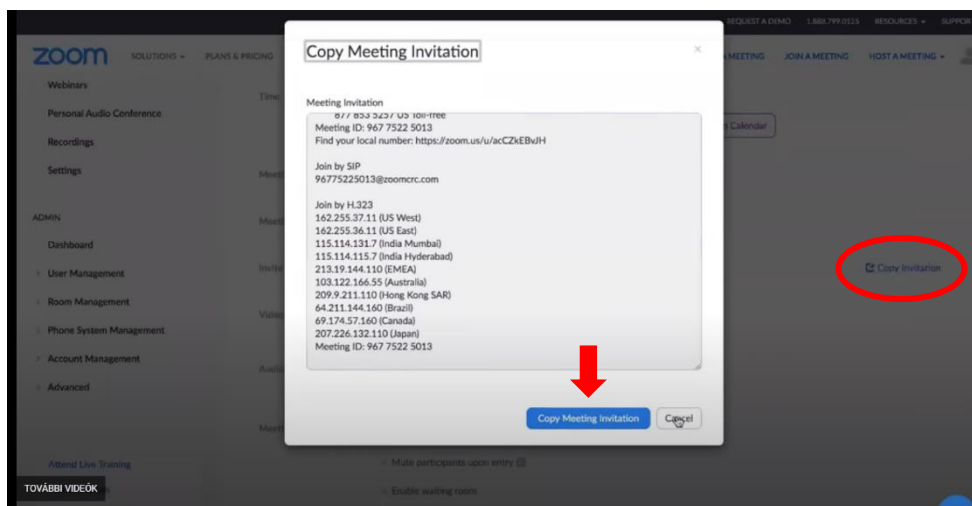 REQUEST A DEMO 1.888.799.0125 RESOURCES SUPPORT
zoom SOLUTIONS PLANS & PRICING MEETING JOIN A MEETING HOST A MEETING
Copy Meeting Invitation ×
Webinars
Personal Audio Conference
Recordings
Settings
ADMIN
Dashboard
User Management
Room Management
Phone System Management
Account Management
Advanced
Attend Live Training
TOVÁBBI VIDEÓK
Time
Calendar
Meeting Invitation
877 853 5257 US Toll-free
Meeting ID: 967 7522 5013
Find your local number: https://zoom.us/u/acCZkEBvJH
Join by SIP
96775225013@zoomcrc.com
Join by H.323
162.255.37.11 (US West)
162.255.36.11 (US East)
115.114.131.7 (India Mumbai)
115.114.115.7 (India Hyderabad)
213.19.144.110 (EMEA)
103.122.166.55 (Australia)
209.9.211.110 (Hong Kong SAR)
64.211.144.160 (Brazil)
69.174.57.160 (Canada)
207.226.132.110 (Japan)
Meeting ID: 967 7522 5013
Copy Meeting Invitation Cancel
Copy Invitation
Mute participants upon entry
Enable waiting room